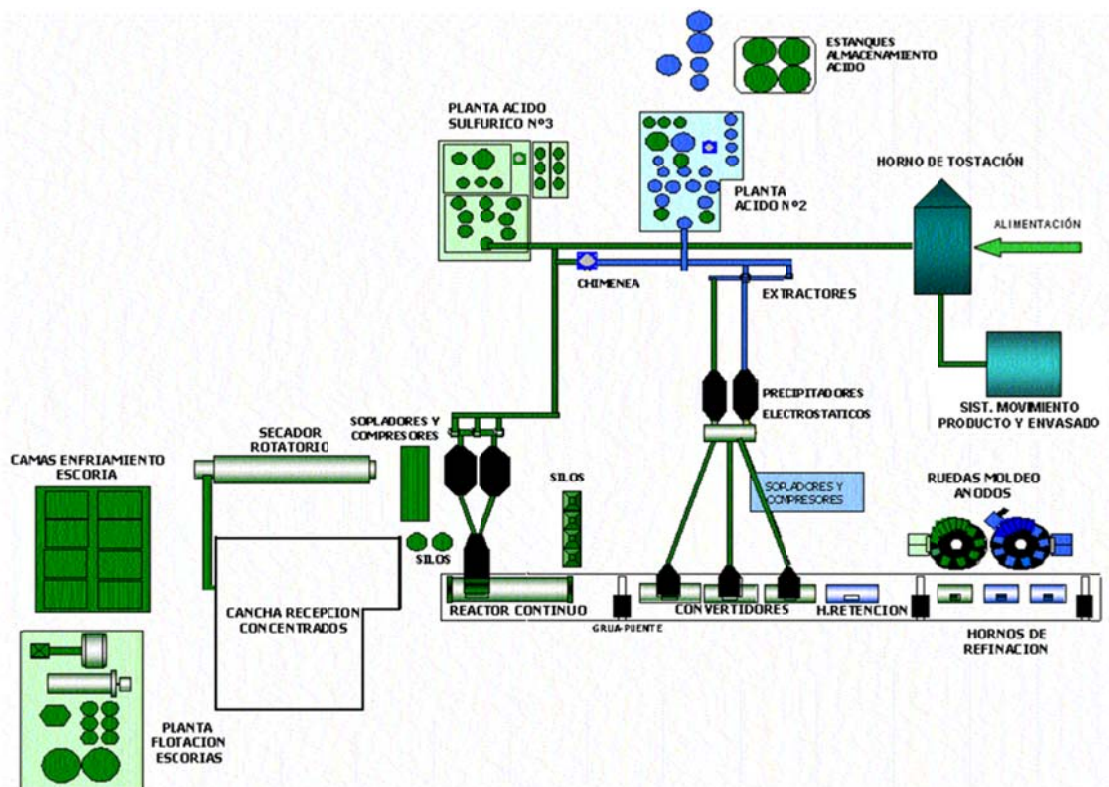 ESTANQUES
ALMACENAMIENTO
ACIDO
PLANTA ACIDO
SULFURICO Nº3
HORNO DE TOSTACIÓN
PLANTA
ACIDO Nº2
ALIMENTACIÓN
CHIMENEA
EXTRACTORES
PRECIPITADORES
ELECTROSTATICOS
SIST. MOVIMIENTO
PRODUCTO Y ENVASADO
SOPLADORES Y
COMPRESORES
SECADOR
ROTATORIO
CAMAS ENFRIAMIENTO
ESCORIA
SILOS
SOPLADORES Y
COMPRESORES
RUEDAS MOLDEO
ANODOS
SILOS
CANCHA RECEPCION
CONCENTRADOS
REACTOR CONTINUO
CONVERTIDORES
H.RETENCION
GRUA-PUENTE
HORNOS DE
REFINACION
PLANTA
FLOTACION
ESCORIAS